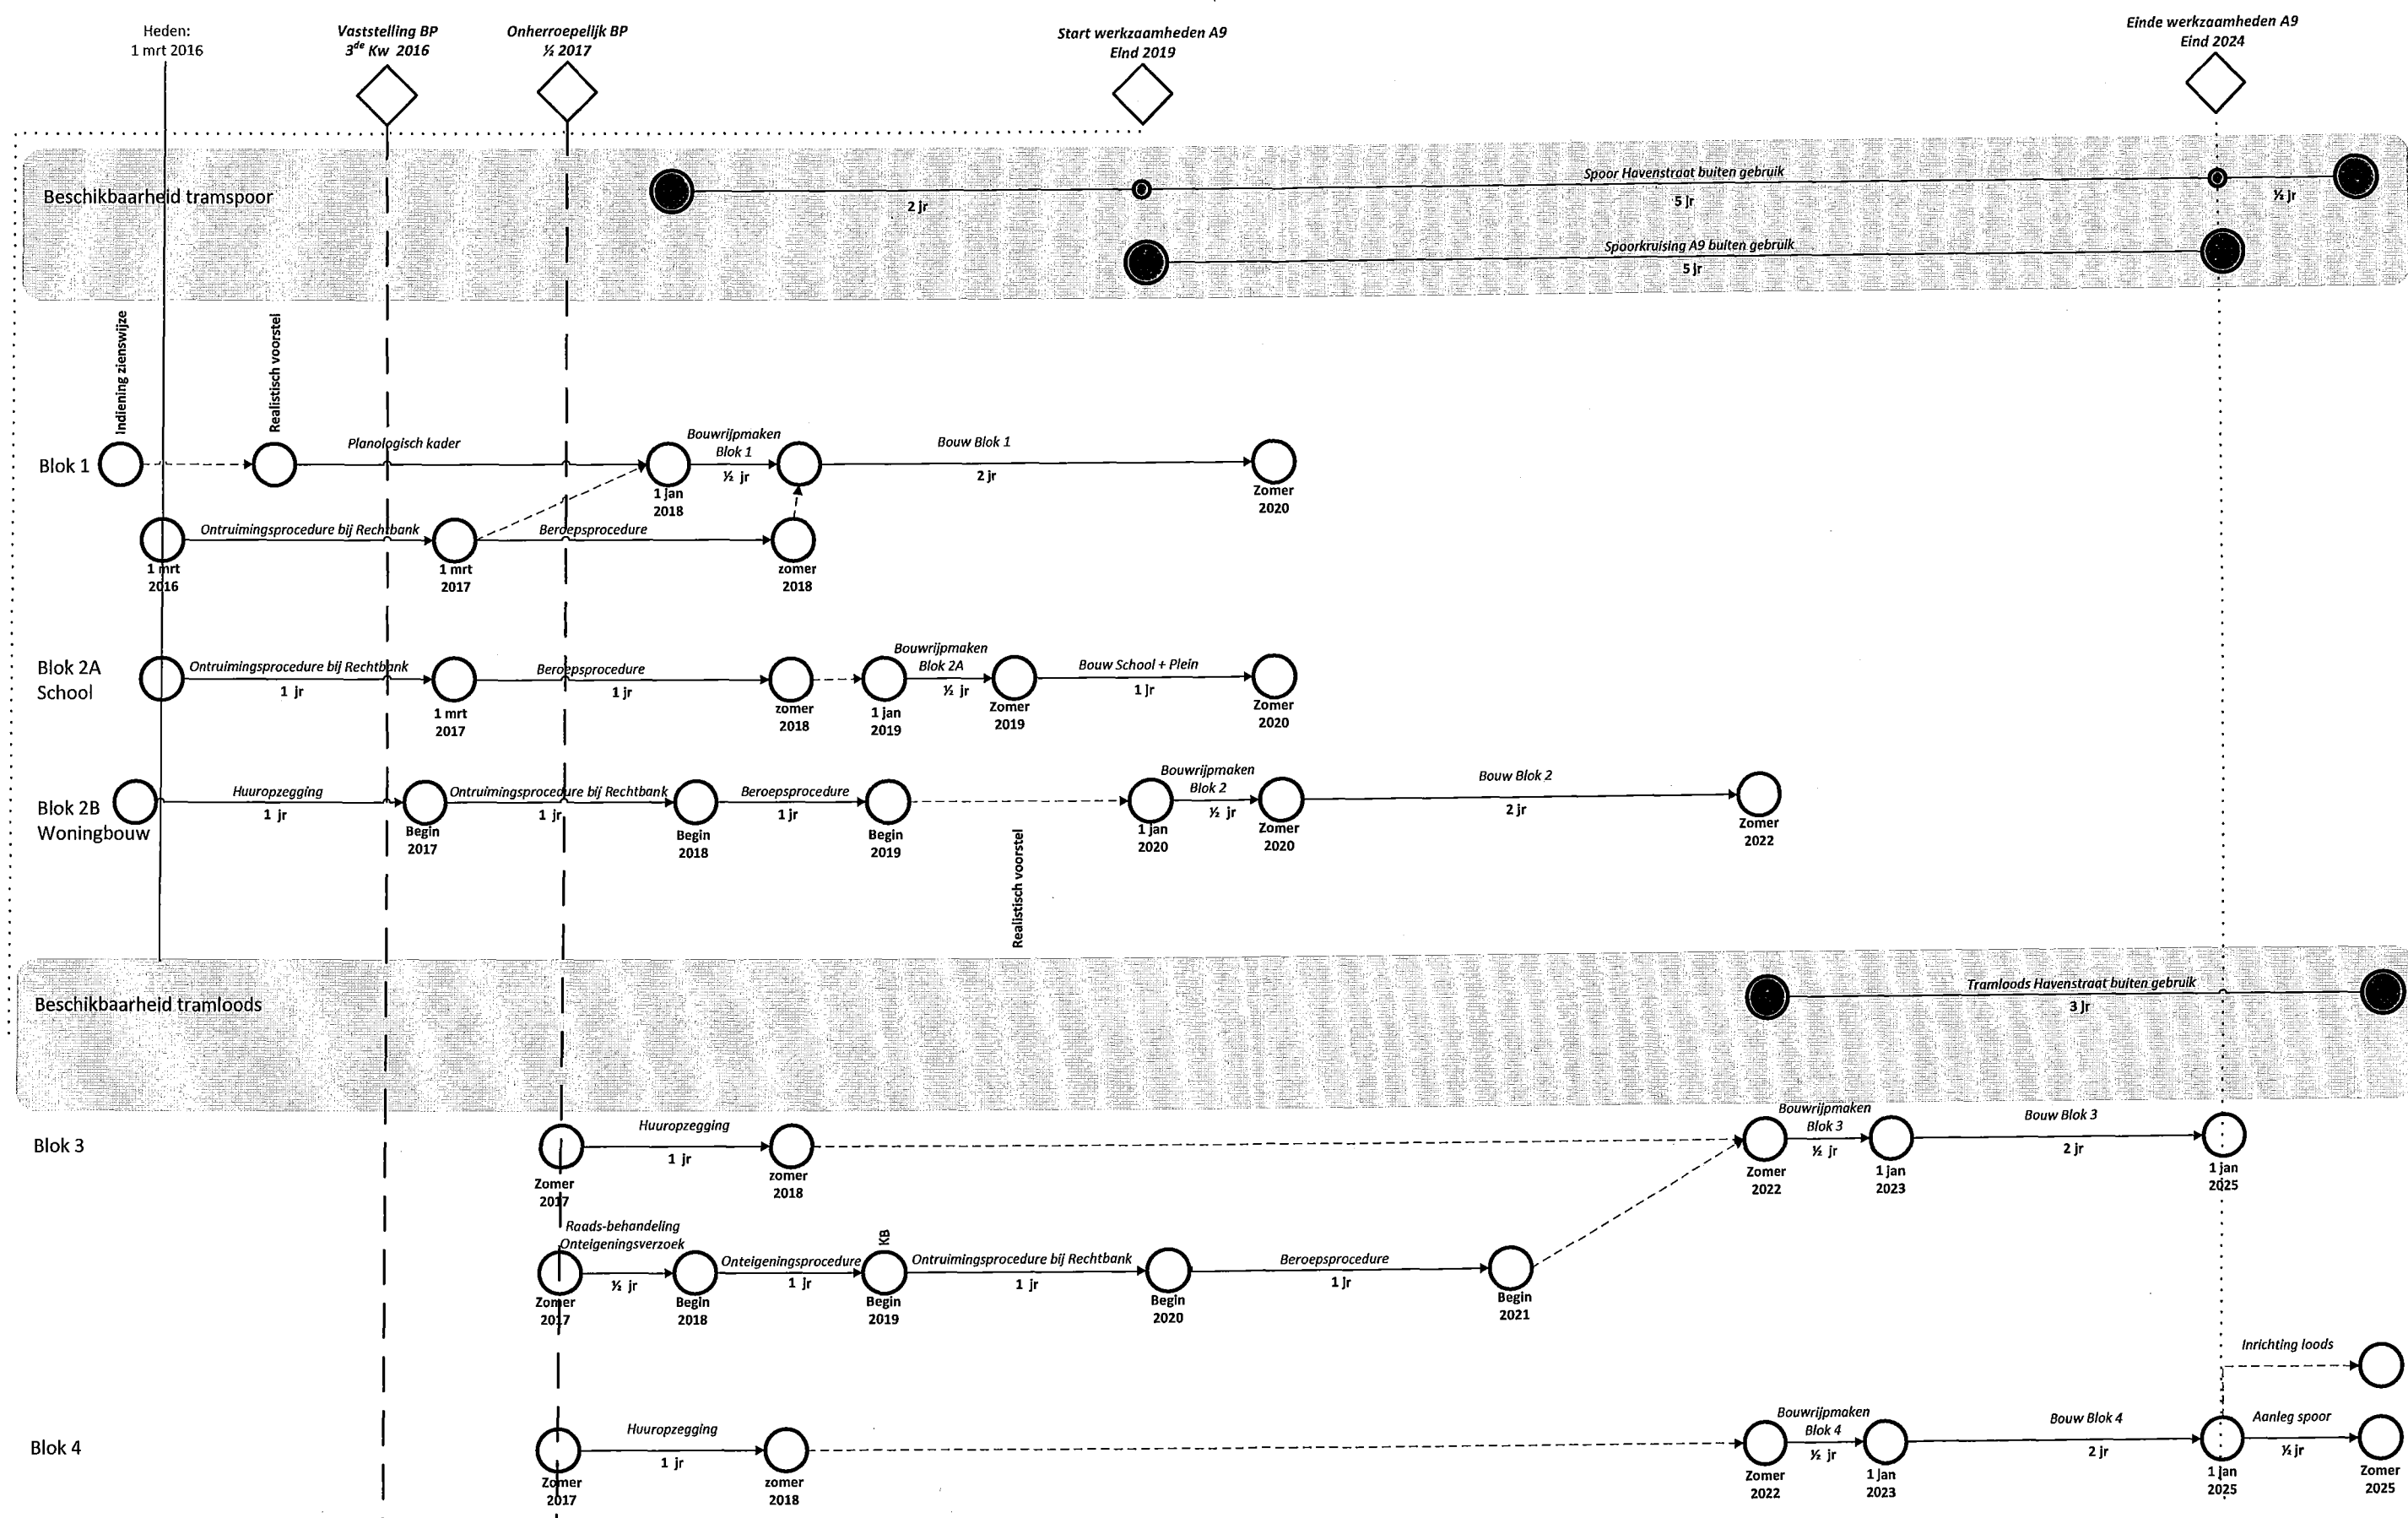 Heden:
1 mrt 2016
Vaststelling BP
3de Kw 2016
Onherroepelijk BP
½ 2017
Start werkzaamheden A9
Eind 2019
Einde werkzaamheden A9
Eind 2024
Beschikbaarheid tramspoor
2 jr
Spoor Havenstraat buiten gebruik
5 jr
½ jr
Spoorkruising A9 buiten gebruik
5 jr
Indiening zienswijze
Realistisch voorstel
Blok 1
Planologisch kader
1 jan
2018
Bouwrijpmaken
Blok 1
½ jr
Bouw Blok 1
2 jr
Zomer
2020
1 mrt
2016
Ontruimingsprocedure bij Rechtbank
1 mrt
2017
Beroepsprocedure
zomer
2018
Blok 2A
School
Ontruimingsprocedure bij Rechtbank
1 jr
1 mrt
2017
Beroepsprocedure
1 jr
zomer
2018
1 jan
2019
Bouwrijpmaken
Blok 2A
½ jr
Zomer
2019
Bouw School + Plein
1 jr
Zomer
2020
Blok 2B
Woningbouw
Huuropzegging
1 jr
Begin
2017
Ontruimingsprocedure bij Rechtbank
1 jr
Begin
2018
Beroepsprocedure
1 jr
Begin
2019
Realistisch voorstel
1 jan
2020
Bouwrijpmaken
Blok 2
½ jr
Zomer
2020
Bouw Blok 2
2 jr
Zomer
2022
Beschikbaarheid tramloods
Tramloods Havenstraat buiten gebruik
3 jr
Blok 3
Zomer
2017
Huuropzegging
1 jr
zomer
2018
Zomer
2022
Bouwrijpmaken
Blok 3
½ jr
1 jan
2023
Bouw Blok 3
2 jr
1 jan
2025
Raads-behandeling
Onteigeningsverzoek
Zomer
2017
½ jr
Begin
2018
Onteigeningsprocedure
1 jr
KB
Begin
2019
Ontruimingsprocedure bij Rechtbank
1 jr
Begin
2020
Beroepsprocedure
1 jr
Begin
2021
Inrichting loods
Blok 4
Zomer
2017
Huuropzegging
1 jr
zomer
2018
Zomer
2022
Bouwrijpmaken
Blok 4
½ jr
1 jan
2023
Bouw Blok 4
2 jr
1 jan
2025
Aanleg spoor
½ jr
Zomer
2025